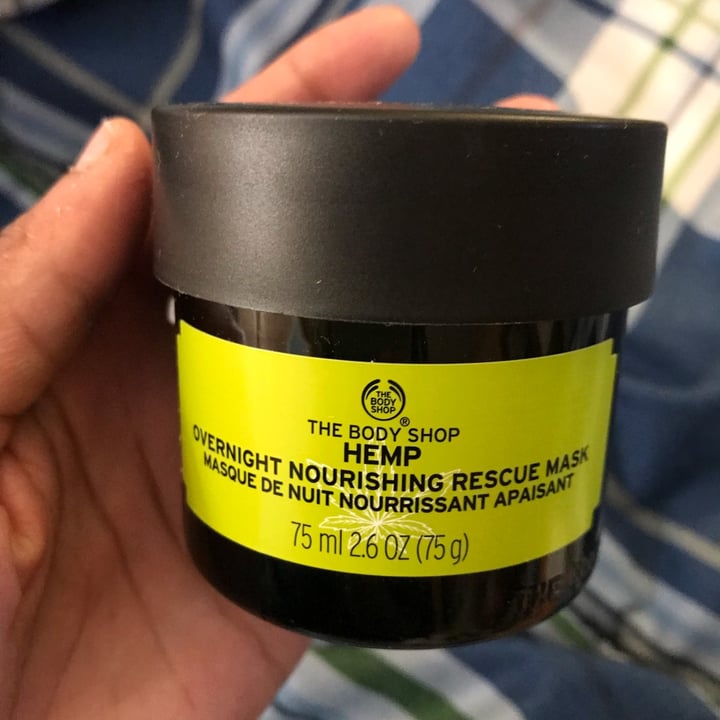 THE
BODY
SHOP
®
THE BODY SHOP
HEMP
OVERNIGHT NOURISHING RESCUE MASK
MASQUE DE NUIT NOURRISSANT APAISANT
75 ml 2.6 OZ (75 g)
THE